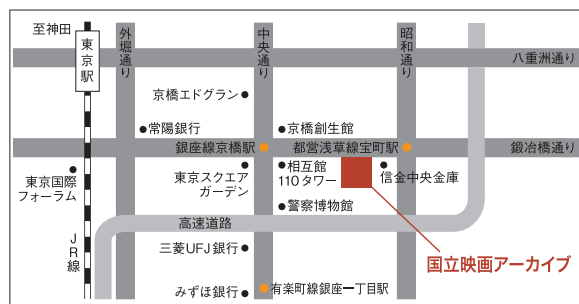 至神田
東京駅
外堀通り
中央通り
昭和通り
八重洲通り
京橋エドグラン
常陽銀行
京橋創生館
銀座線京橋駅
都営浅草線宝町駅
鍛冶橋通り
東京国際
フォーラム
東京スクエア
ガーデン
相互館
110タワー
信金中央金庫
警察博物館
高速道路
JR線
三菱UFJ銀行
国立映画アーカイブ
みずほ銀行
有楽町線銀座一丁目駅